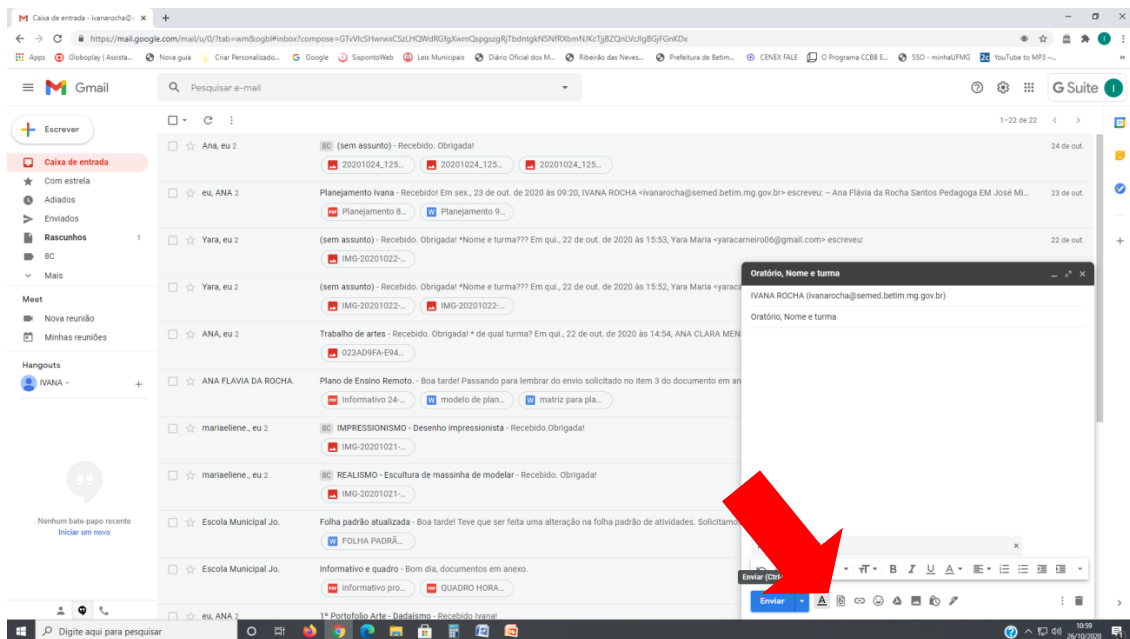 Caixa de entrada - ivanarocha@
https://mail.google.com/mail/u/0/?tab=wm&ogbl#inbox?compose=
Apps Globoplay | Assista... Nova guia Criar Personalizado... Google SispontoWeb Leis Municipais Diário Oficial dos M... Ribeirão das Neves... Prefeitura de Betim... CENEX FALE O Programa CCBB E... SSO - minhaUFMG YouTube to MP3 -...
Gmail
Pesquisar e-mail
G Suite
I
Escrever
1–22 de 22
Caixa de entrada
Com estrela
Adiados
Enviados
Rascunhos 1
8C
Mais
Meet
Nova reunião
Minhas reuniões
Hangouts
IVANA
Nenhum bate-papo recente
Iniciar um novo
Ana, eu 2 8C (sem assunto) - Recebido. Obrigada! 24 de out.
20201024_125... 20201024_125... 20201024_125...
eu, ANA 2 Planejamento Ivana - Recebido! Em sex., 23 de out. de 2020 às 09:20, IVANA ROCHA <ivanarocha@semed.betim.mg.gov.br> escreveu: – Ana Flávia da Rocha Santos Pedagoga EM José Mi... 23 de out.
PDF Planejamento 8... W Planejamento 9...
Yara, eu 2 (sem assunto) - Recebido. Obrigada! *Nome e turma??? Em qui., 22 de out. de 2020 às 15:53, Yara Maria <yaracarneiro06@gmail.com> escreveu: 22 de out.
IMG-20201022-...
Yara, eu 2 (sem assunto) - Recebido. Obrigada! *Nome e turma??? Em qui., 22 de out. de 2020 às 15:52, Yara Maria <yarac
IMG-20201022-... IMG-20201022-...
ANA, eu 2 Trabalho de artes - Recebido. Obrigada! * de qual turma? Em qui., 22 de out. de 2020 às 14:54, ANA CLARA MEN
023AD9FA-E94...
ANA FLAVIA DA ROCHA. Plano de Ensino Remoto. - Boa tarde! Passando para lembrar do envio solicitado no item 3 do documento em an
PDF Informativo 24-... W modelo de plan... W matriz para pla...
mariaeliene., eu 2 8C IMPRESSIONISMO - Desenho impressionista - Recebido.Obrigada!
IMG-20201021-...
mariaeliene., eu 2 8C REALISMO - Escultura de massinha de modelar - Recebido. Obrigada!
IMG-20201021-...
Escola Municipal Jo. Folha padrão atualizada - Boa tarde! Teve que ser feita uma alteração na folha padrão de atividades. Solicitamo
W FOLHA PADRÃ...
Escola Municipal Jo. Informativo e quadro - Bom dia, documentos em anexo.
PDF Informativo pro... PDF QUADRO HORA...
eu, ANA 2 1º Portofolio Arte - Dadaísmo - Recebido Ivana!
Oratório, Nome e turma
IVANA ROCHA (ivanarocha@semed.betim.mg.gov.br)
Oratório, Nome e turma
Enviar (Ctrl
Enviar
Digite aqui para pesquisar
10:59
26/10/2020